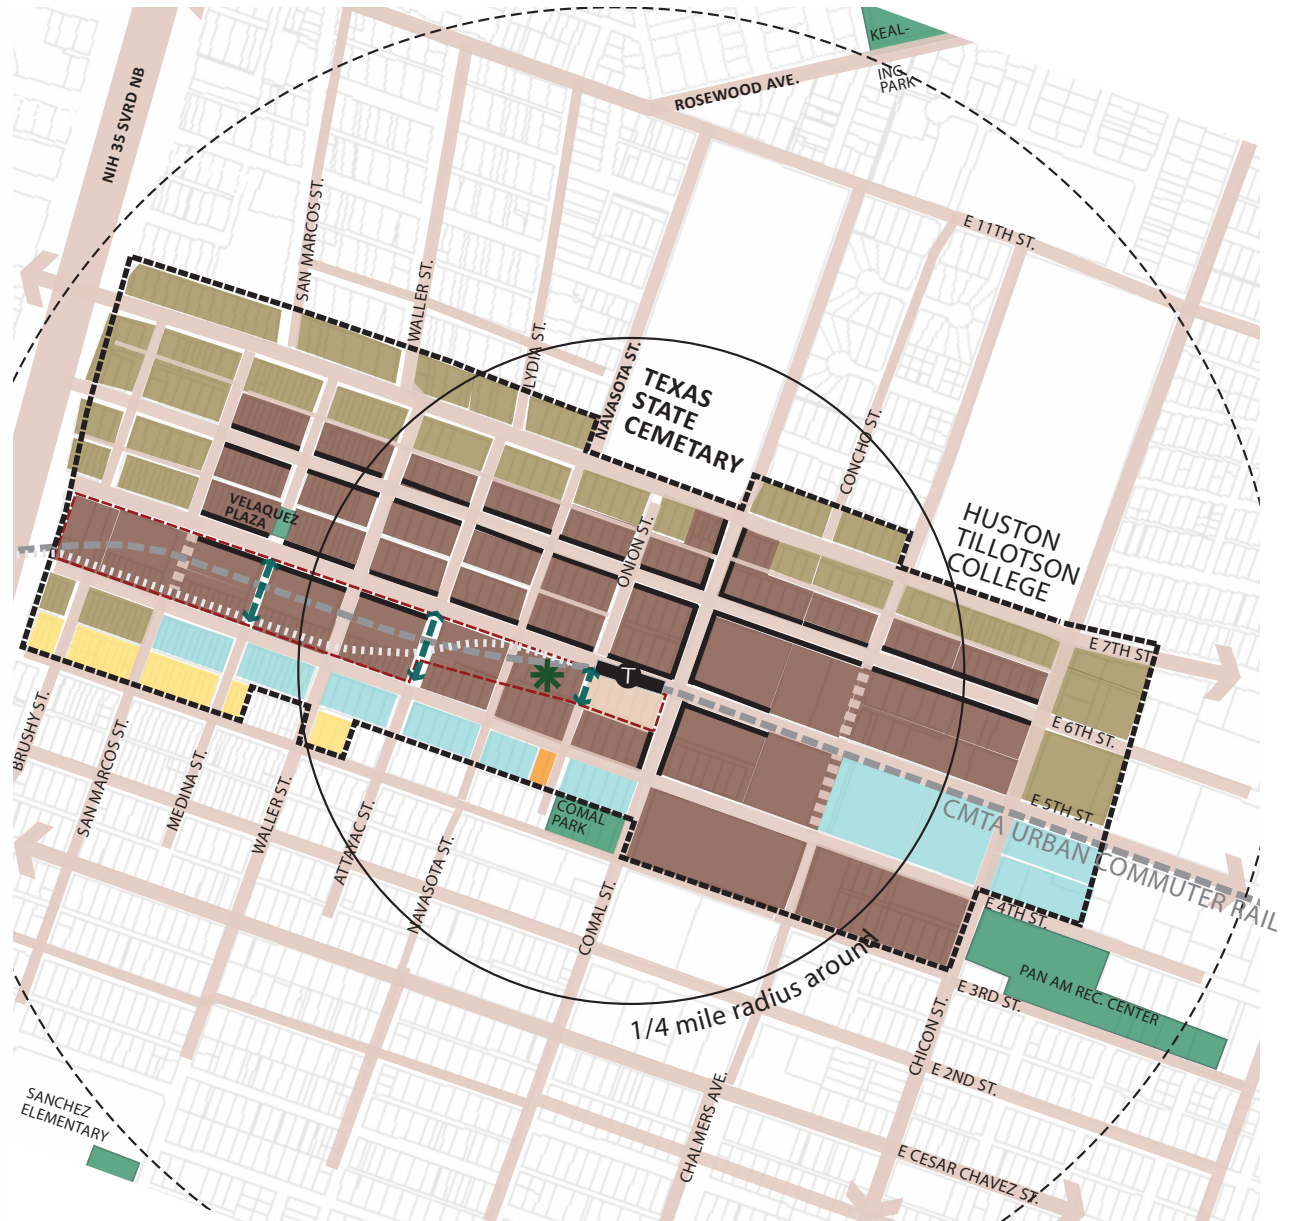 KEAL-
ING
PARK
ROSEWOOD AVE.
NIH 35 SVRD NB
SAN MARCOS ST.
E 11TH ST.
WALLER ST.
LYDIA ST.
NAVASOTA ST.
TEXAS
STATE
CEMETARY
CONCHO ST.
HUSTON
TILLOTSON
COLLEGE
VELAQUEZ
PLAZA
ONION ST.
E 7TH ST.
T
E 6TH ST.
E 5TH ST.
CMTA URBAN COMMUTER RAIL
BRUSHY ST.
SAN MARCOS ST.
MEDINA ST.
WALLER ST.
ATTAYAC ST.
NAVASOTA ST.
COMAL
PARK
COMAL ST.
E 4TH ST.
PAN AM REC. CENTER
E 3RD ST.
1/4 mile radius around
CHICON ST.
E 2ND ST.
CHALMERS AVE.
SANCHEZ
ELEMENTARY
E CESAR CHAVEZ ST.